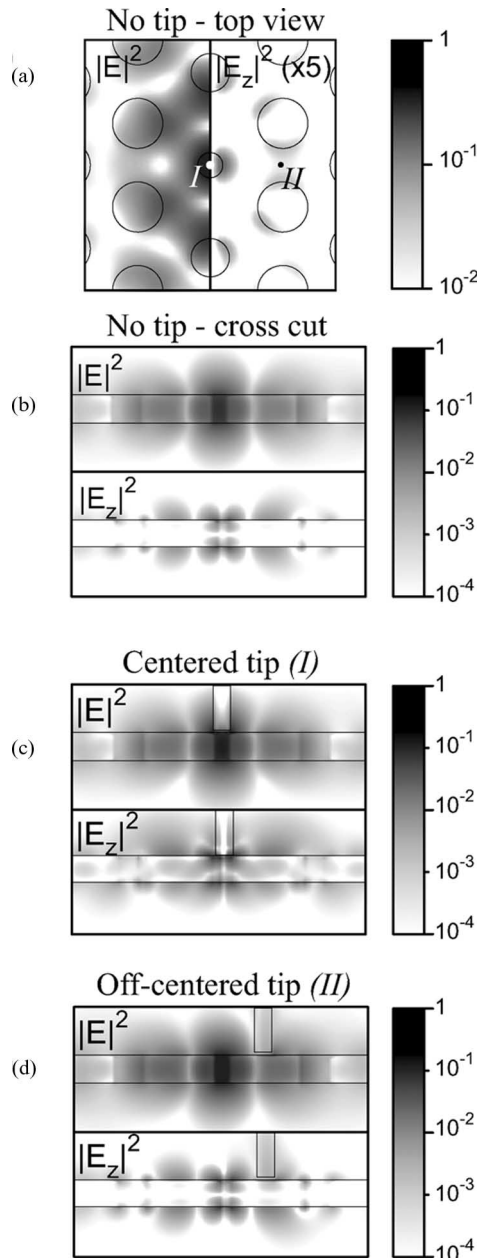 No tip - top view
(a)
|E|² |E_z|² (x5)
I II
1
10⁻¹
10⁻²
No tip - cross cut
(b)
|E|²
|E_z|²
1
10⁻¹
10⁻²
10⁻³
10⁻⁴
Centered tip (I)
(c)
|E|²
|E_z|²
1
10⁻¹
10⁻²
10⁻³
10⁻⁴
Off-centered tip (II)
(d)
|E|²
|E_z|²
1
10⁻¹
10⁻²
10⁻³
10⁻⁴